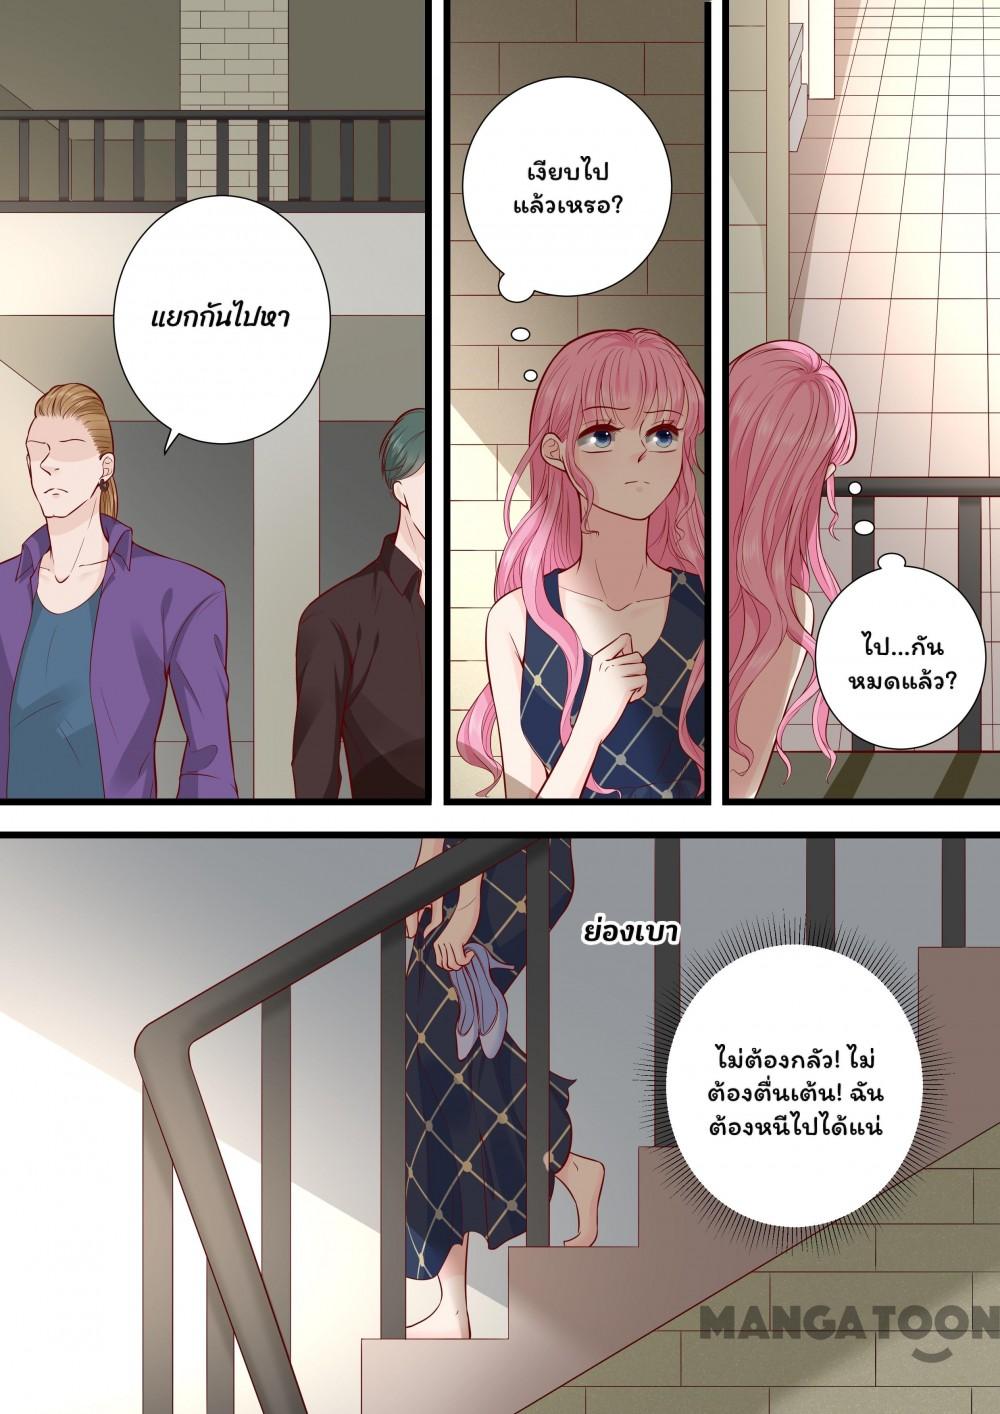 แยกกันไปหา
เงียบไป
แล้วเหรอ?
ไป...กัน
หมดแล้ว?
ย่องเบา
ไม่ต้องกลัว! ไม่
ต้องตื่นเต้น! ฉัน
ต้องหนีไปได้แน่
MANGATOON